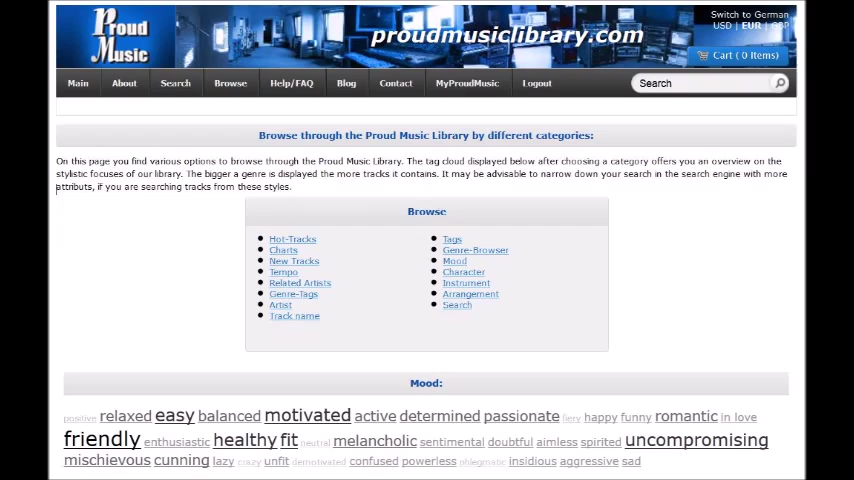 Proud Music
proudmusiclibrary.com
Switch to German
USD | EUR | GBP
Cart ( 0 Items)
Main About Search Browse Help/FAQ Blog Contact MyProudMusic Logout Search
Browse through the Proud Music Library by different categories:
On this page you find various options to browse through the Proud Music Library. The tag cloud displayed below after choosing a category offers you an overview on the
stylistic focuses of our library. The bigger a genre is displayed the more tracks it contains. It may be advisable to narrow down your search in the search engine with more
attributs, if you are searching tracks from these styles.
Browse
Hot-Tracks
Charts
New Tracks
Tempo
Related Artists
Genre-Tags
Artist
Track name
Tags
Genre-Browser
Mood
Character
Instrument
Arrangement
Search
Mood:
positive relaxed easy balanced motivated active determined passionate fiery happy funny romantic in love
friendly enthusiastic healthy fit neutral melancholic sentimental doubtful aimless spirited uncompromising
mischievous cunning lazy crazy unfit demotivated confused powerless phlegmatic insidious aggressive sad